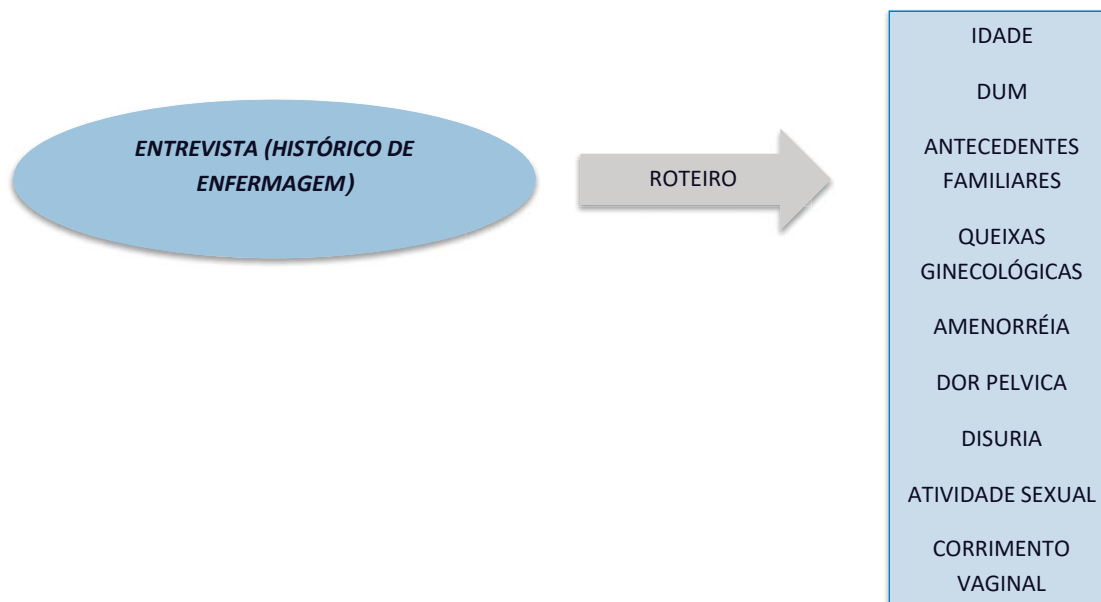 ENTREVISTA (HISTÓRICO DE
ENFERMAGEM)
ROTEIRO
IDADE
DUM
ANTECEDENTES
FAMILIARES
QUEIXAS
GINECOLÓGICAS
AMENORRÉIA
DOR PELVICA
DISURIA
ATIVIDADE SEXUAL
CORRIMENTO
VAGINAL